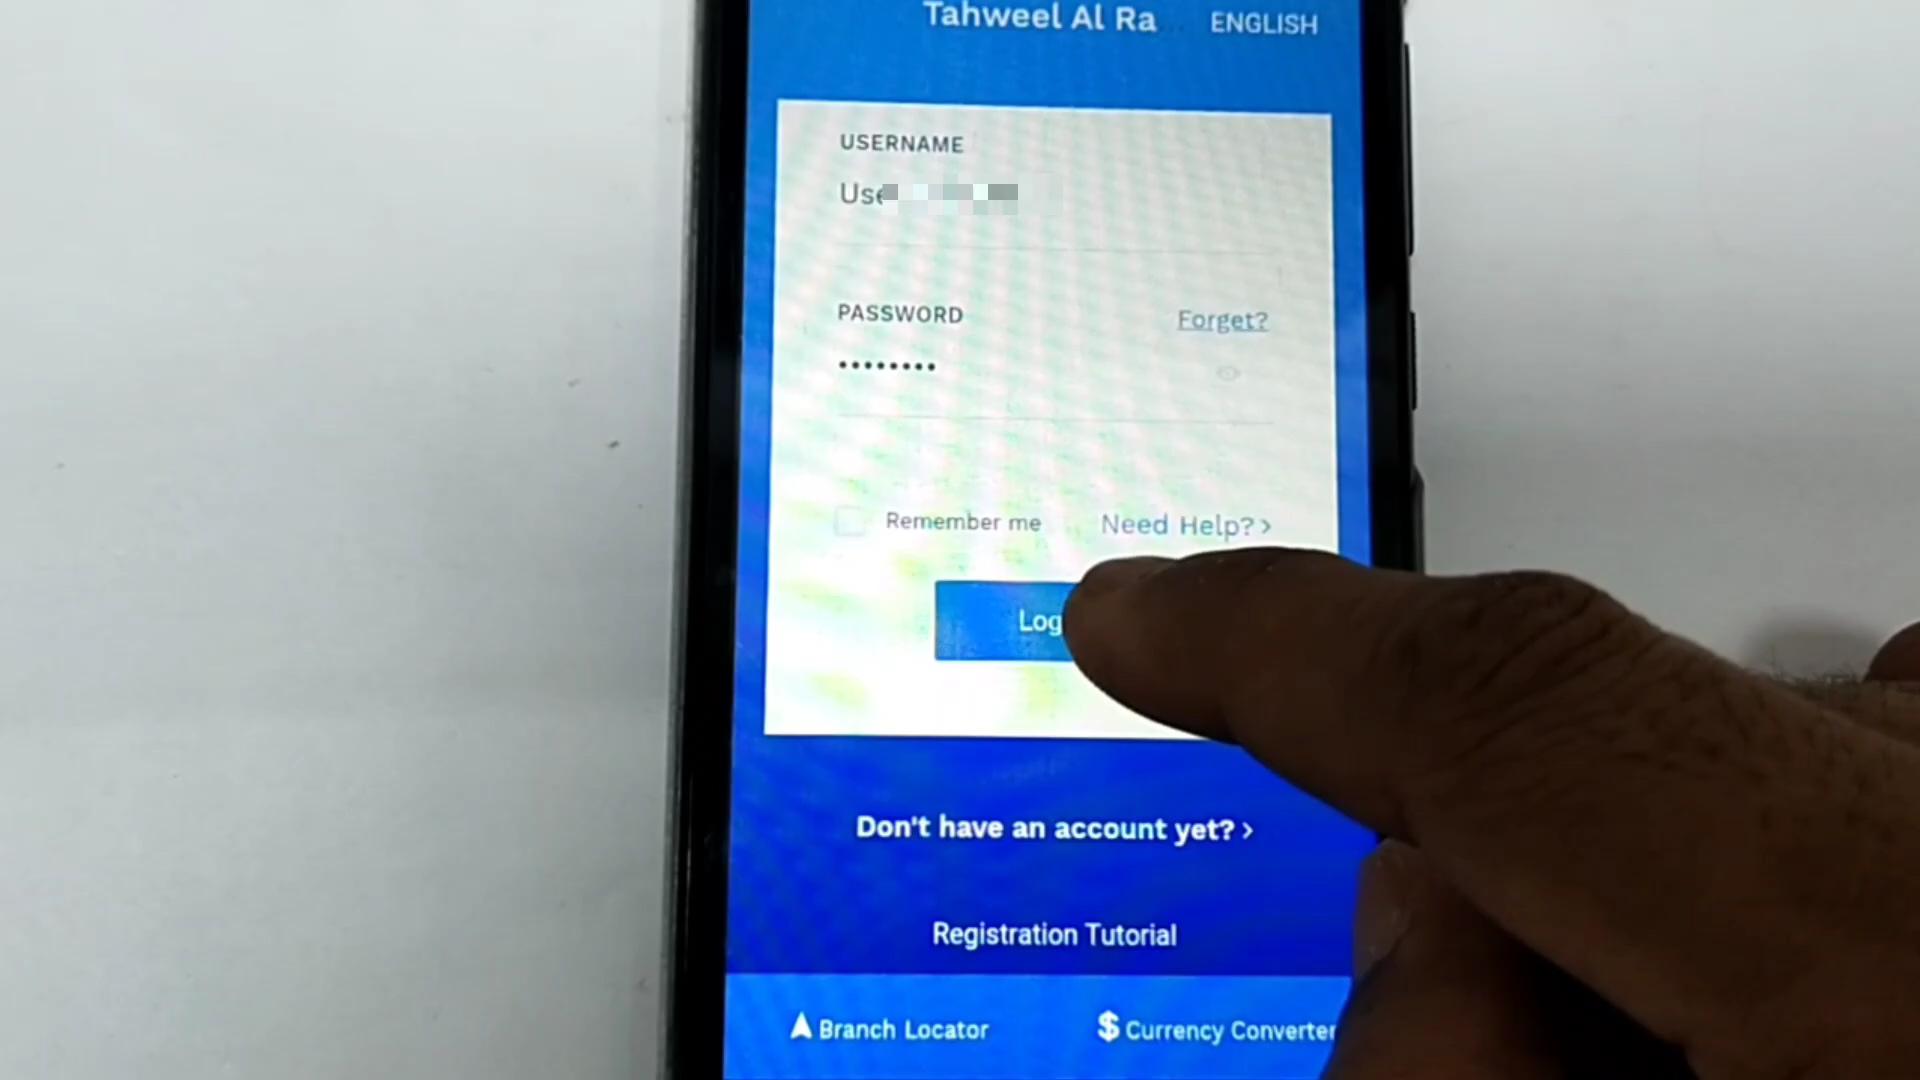 Tahweel Al Ra... ENGLISH
USERNAME
Use
PASSWORD Forget?
••••••••
Remember me Need Help? >
Log
Don't have an account yet? >
Registration Tutorial
Branch Locator $ Currency Converter